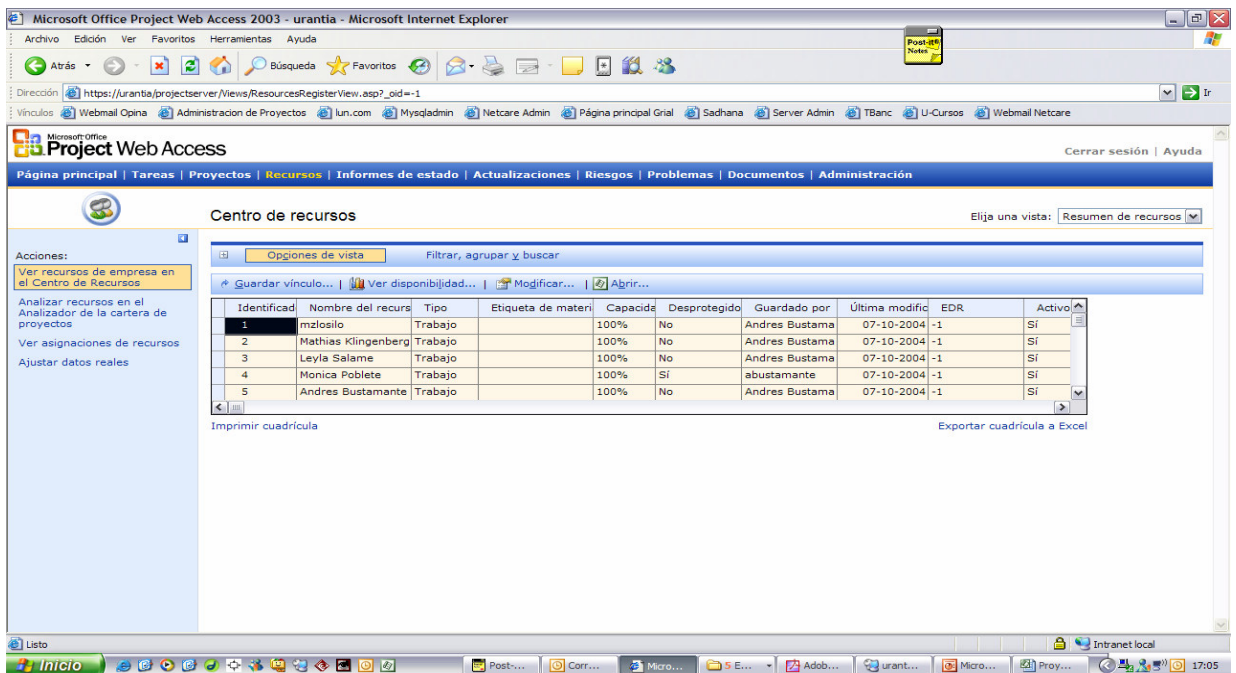 Microsoft Office Project Web Access 2003 - urantia - Microsoft Internet Explorer
Archivo Edición Ver Favoritos Herramientas Ayuda
Post-it® Notes
Atrás Búsqueda Favoritos
Dirección https://urantia/projectserver/Views/ResourcesRegisterView.asp?_oid=-1 Ir
Vínculos Webmail Opina Administracion de Proyectos lun.com Mysqladmin Netcare Admin Página principal Grial Sadhana Server Admin TBanc U-Cursos Webmail Netcare
Microsoft Office
Project Web Access
Cerrar sesión | Ayuda
Página principal | Tareas | Proyectos | Recursos | Informes de estado | Actualizaciones | Riesgos | Problemas | Documentos | Administración
Centro de recursos
Elija una vista: Resumen de recursos
Acciones:
Ver recursos de empresa en el Centro de Recursos
Analizar recursos en el Analizador de la cartera de proyectos
Ver asignaciones de recursos
Ajustar datos reales
Opciones de vista Filtrar, agrupar y buscar
Guardar vínculo... | Ver disponibilidad... | Modificar... | Abrir...
Identificad Nombre del recurs Tipo Etiqueta de materi Capacida Desprotegido Guardado por Última modific EDR Activo
1 mzlosilo Trabajo 100% No Andres Bustama 07-10-2004 -1 Sí
2 Mathias Klingenberg Trabajo 100% No Andres Bustama 07-10-2004 -1 Sí
3 Leyla Salame Trabajo 100% No Andres Bustama 07-10-2004 -1 Sí
4 Monica Poblete Trabajo 100% Sí abustamante 07-10-2004 -1 Sí
5 Andres Bustamante Trabajo 100% No Andres Bustama 07-10-2004 -1 Sí
Imprimir cuadrícula Exportar cuadrícula a Excel
Listo Intranet local
Inicio Post-... Corr... Micro... 5 E... Adob... urant... Micro... Proy... 17:05